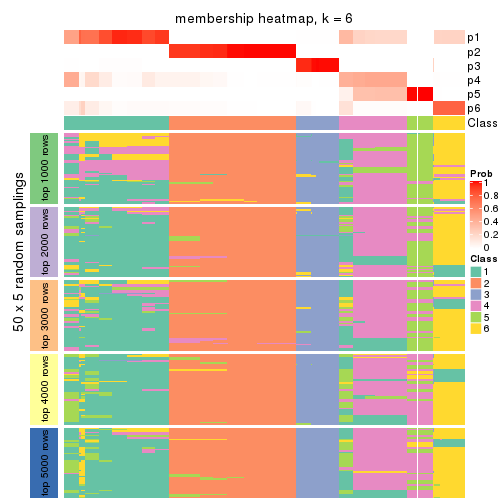 membership heatmap, k = 6
p1
p2
p3
p4
p5
p6
Class
50 x 5 random samplings
top 1000 rows
top 2000 rows
top 3000 rows
top 4000 rows
top 5000 rows
Prob
1
0.8
0.6
0.4
0.2
0
Class
1
2
3
4
5
6